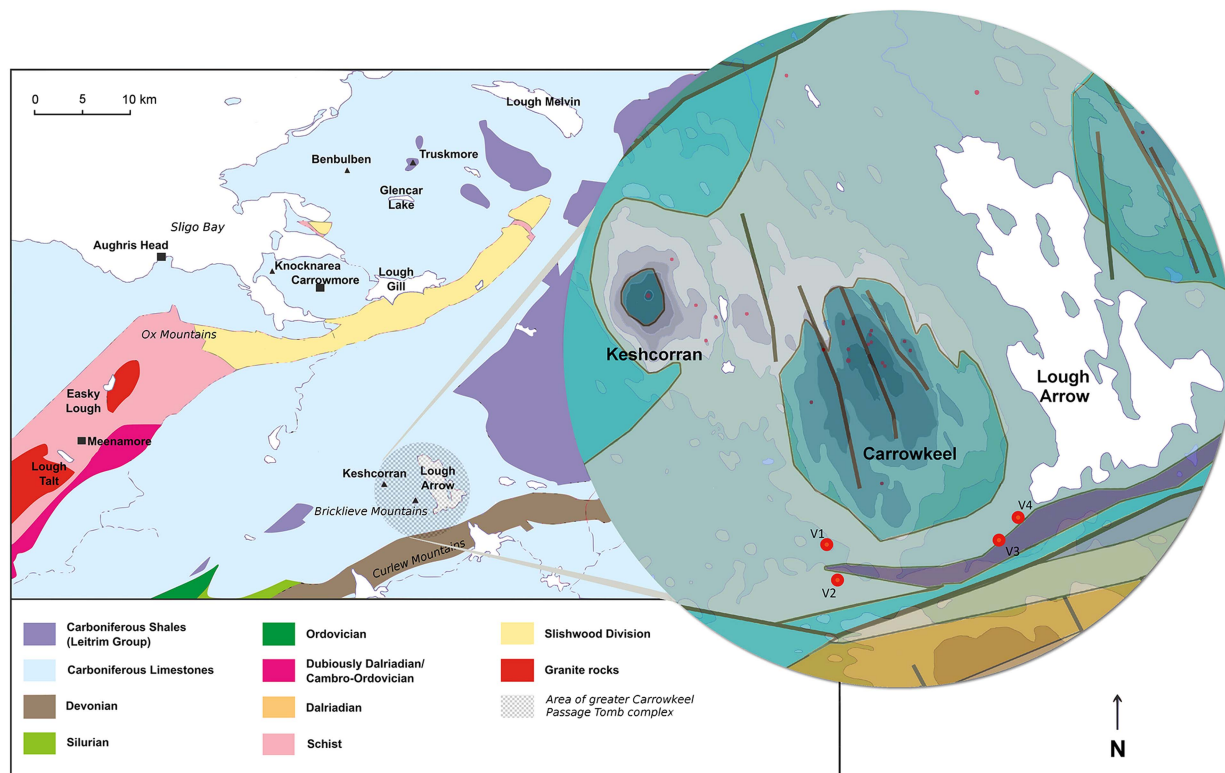 0 5 10 km
Lough Melvin
Truskmore
Benbulben
Glencar
Lake
Sligo Bay
Aughris Head
Knocknarea
Carrowmore
Lough
Gill
Ox Mountains
Easky
Lough
Meenamore
Lough
Talt
Keshcorran
Lough
Arrow
Bricklieve Mountains
Curlew Mountains
Keshcorran
Carrowkeel
Lough
Arrow
V1
V2
V3
V4
Carboniferous Shales
(Leitrim Group)
Carboniferous Limestones
Devonian
Silurian
Ordovician
Dubiously Dalriadian/
Cambro-Ordovician
Dalriadian
Schist
Slishwood Division
Granite rocks
Area of greater Carrowkeel
Passage Tomb complex
N